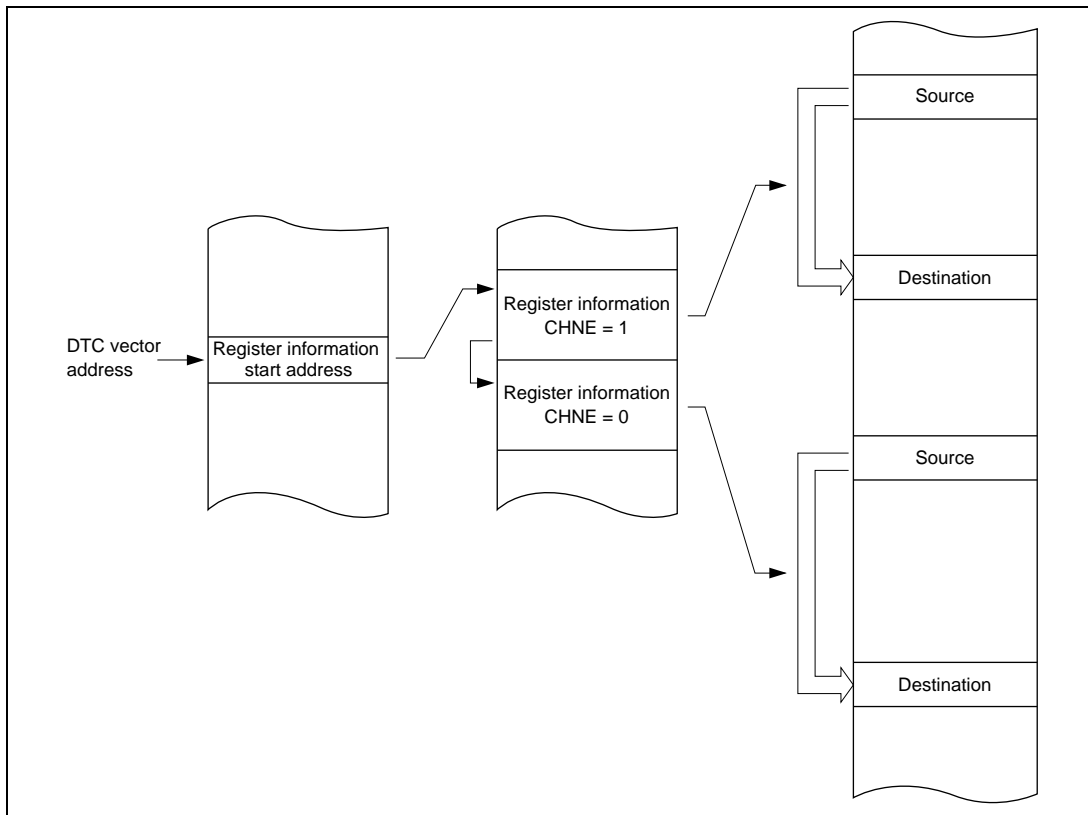 DTC vector
address
Register information
start address
Register information
CHNE = 1
Register information
CHNE = 0
Source
Destination
Source
Destination